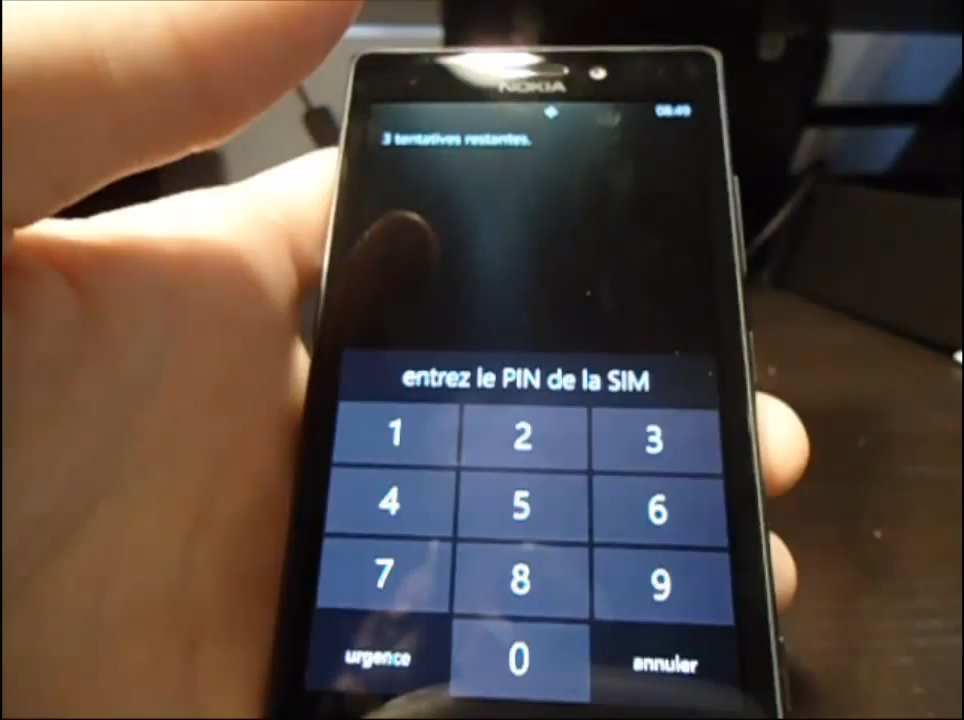 NOKIA
08:49
3 tentatives restantes.
entrez le PIN de la SIM
1 2 3
4 5 6
7 8 9
urgence 0 annuler